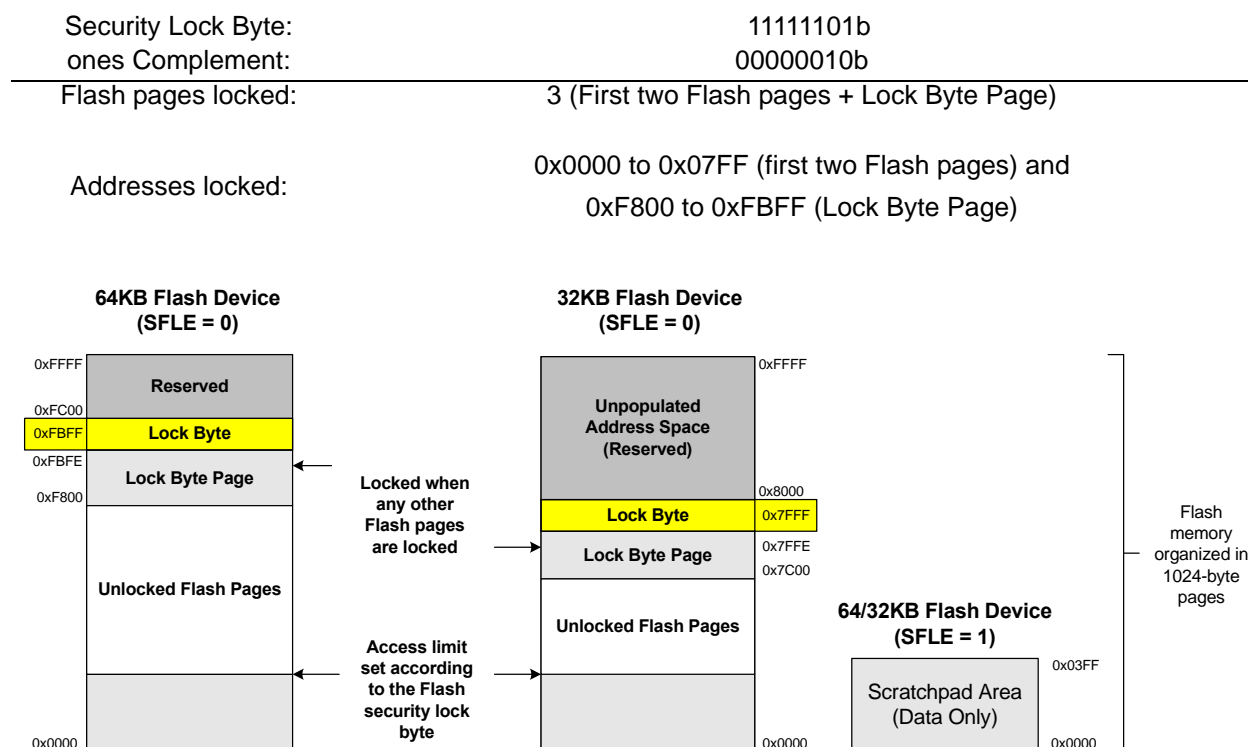 Security Lock Byte: 11111101b
ones Complement: 00000010b
Flash pages locked: 3 (First two Flash pages + Lock Byte Page)
Addresses locked:
0x0000 to 0x07FF (first two Flash pages) and
0xF800 to 0xFBFF (Lock Byte Page)
64KB Flash Device
(SFLE = 0)
0xFFFF
Reserved
0xFC00
0xFBFF
Lock Byte
0xFBFE
Lock Byte Page
0xF800
Unlocked Flash Pages
0x0000
Locked when
any other
Flash pages
are locked
Access limit
set according
to the Flash
security lock
byte
32KB Flash Device
(SFLE = 0)
0xFFFF
Unpopulated
Address Space
(Reserved)
0x8000
Lock Byte
0x7FFF
Lock Byte Page
0x7FFE
0x7C00
Unlocked Flash Pages
0x0000
64/32KB Flash Device
(SFLE = 1)
0x03FF
Scratchpad Area
(Data Only)
0x0000
Flash
memory
organized in
1024-byte
pages